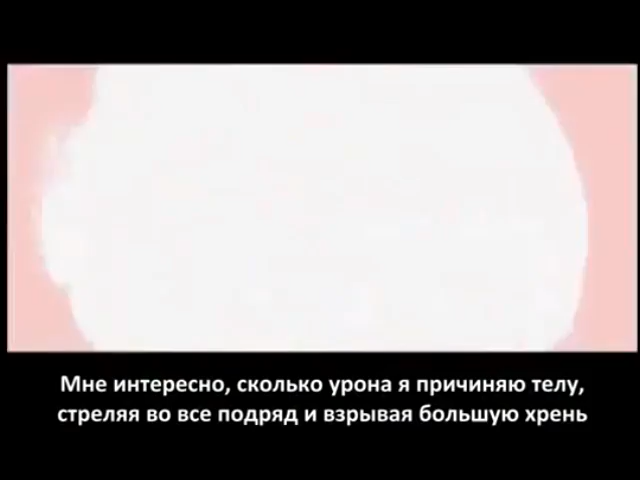 Мне интересно, сколько урона я причиняю телу,
стреляя во все подряд и взрывая большую хрень